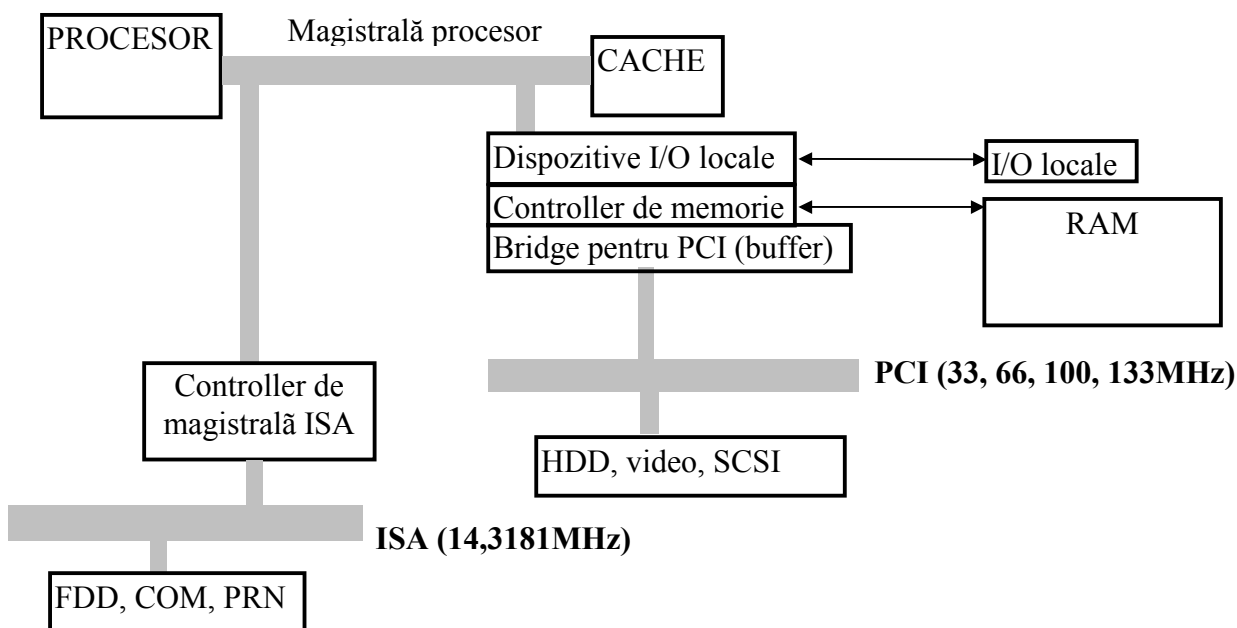 PROCESOR
Magistrală procesor
CACHE
Dispozitive I/O locale
I/O locale
Controller de memorie
RAM
Bridge pentru PCI (buffer)
PCI (33, 66, 100, 133MHz)
Controller de
magistralã ISA
HDD, video, SCSI
ISA (14,3181MHz)
FDD, COM, PRN